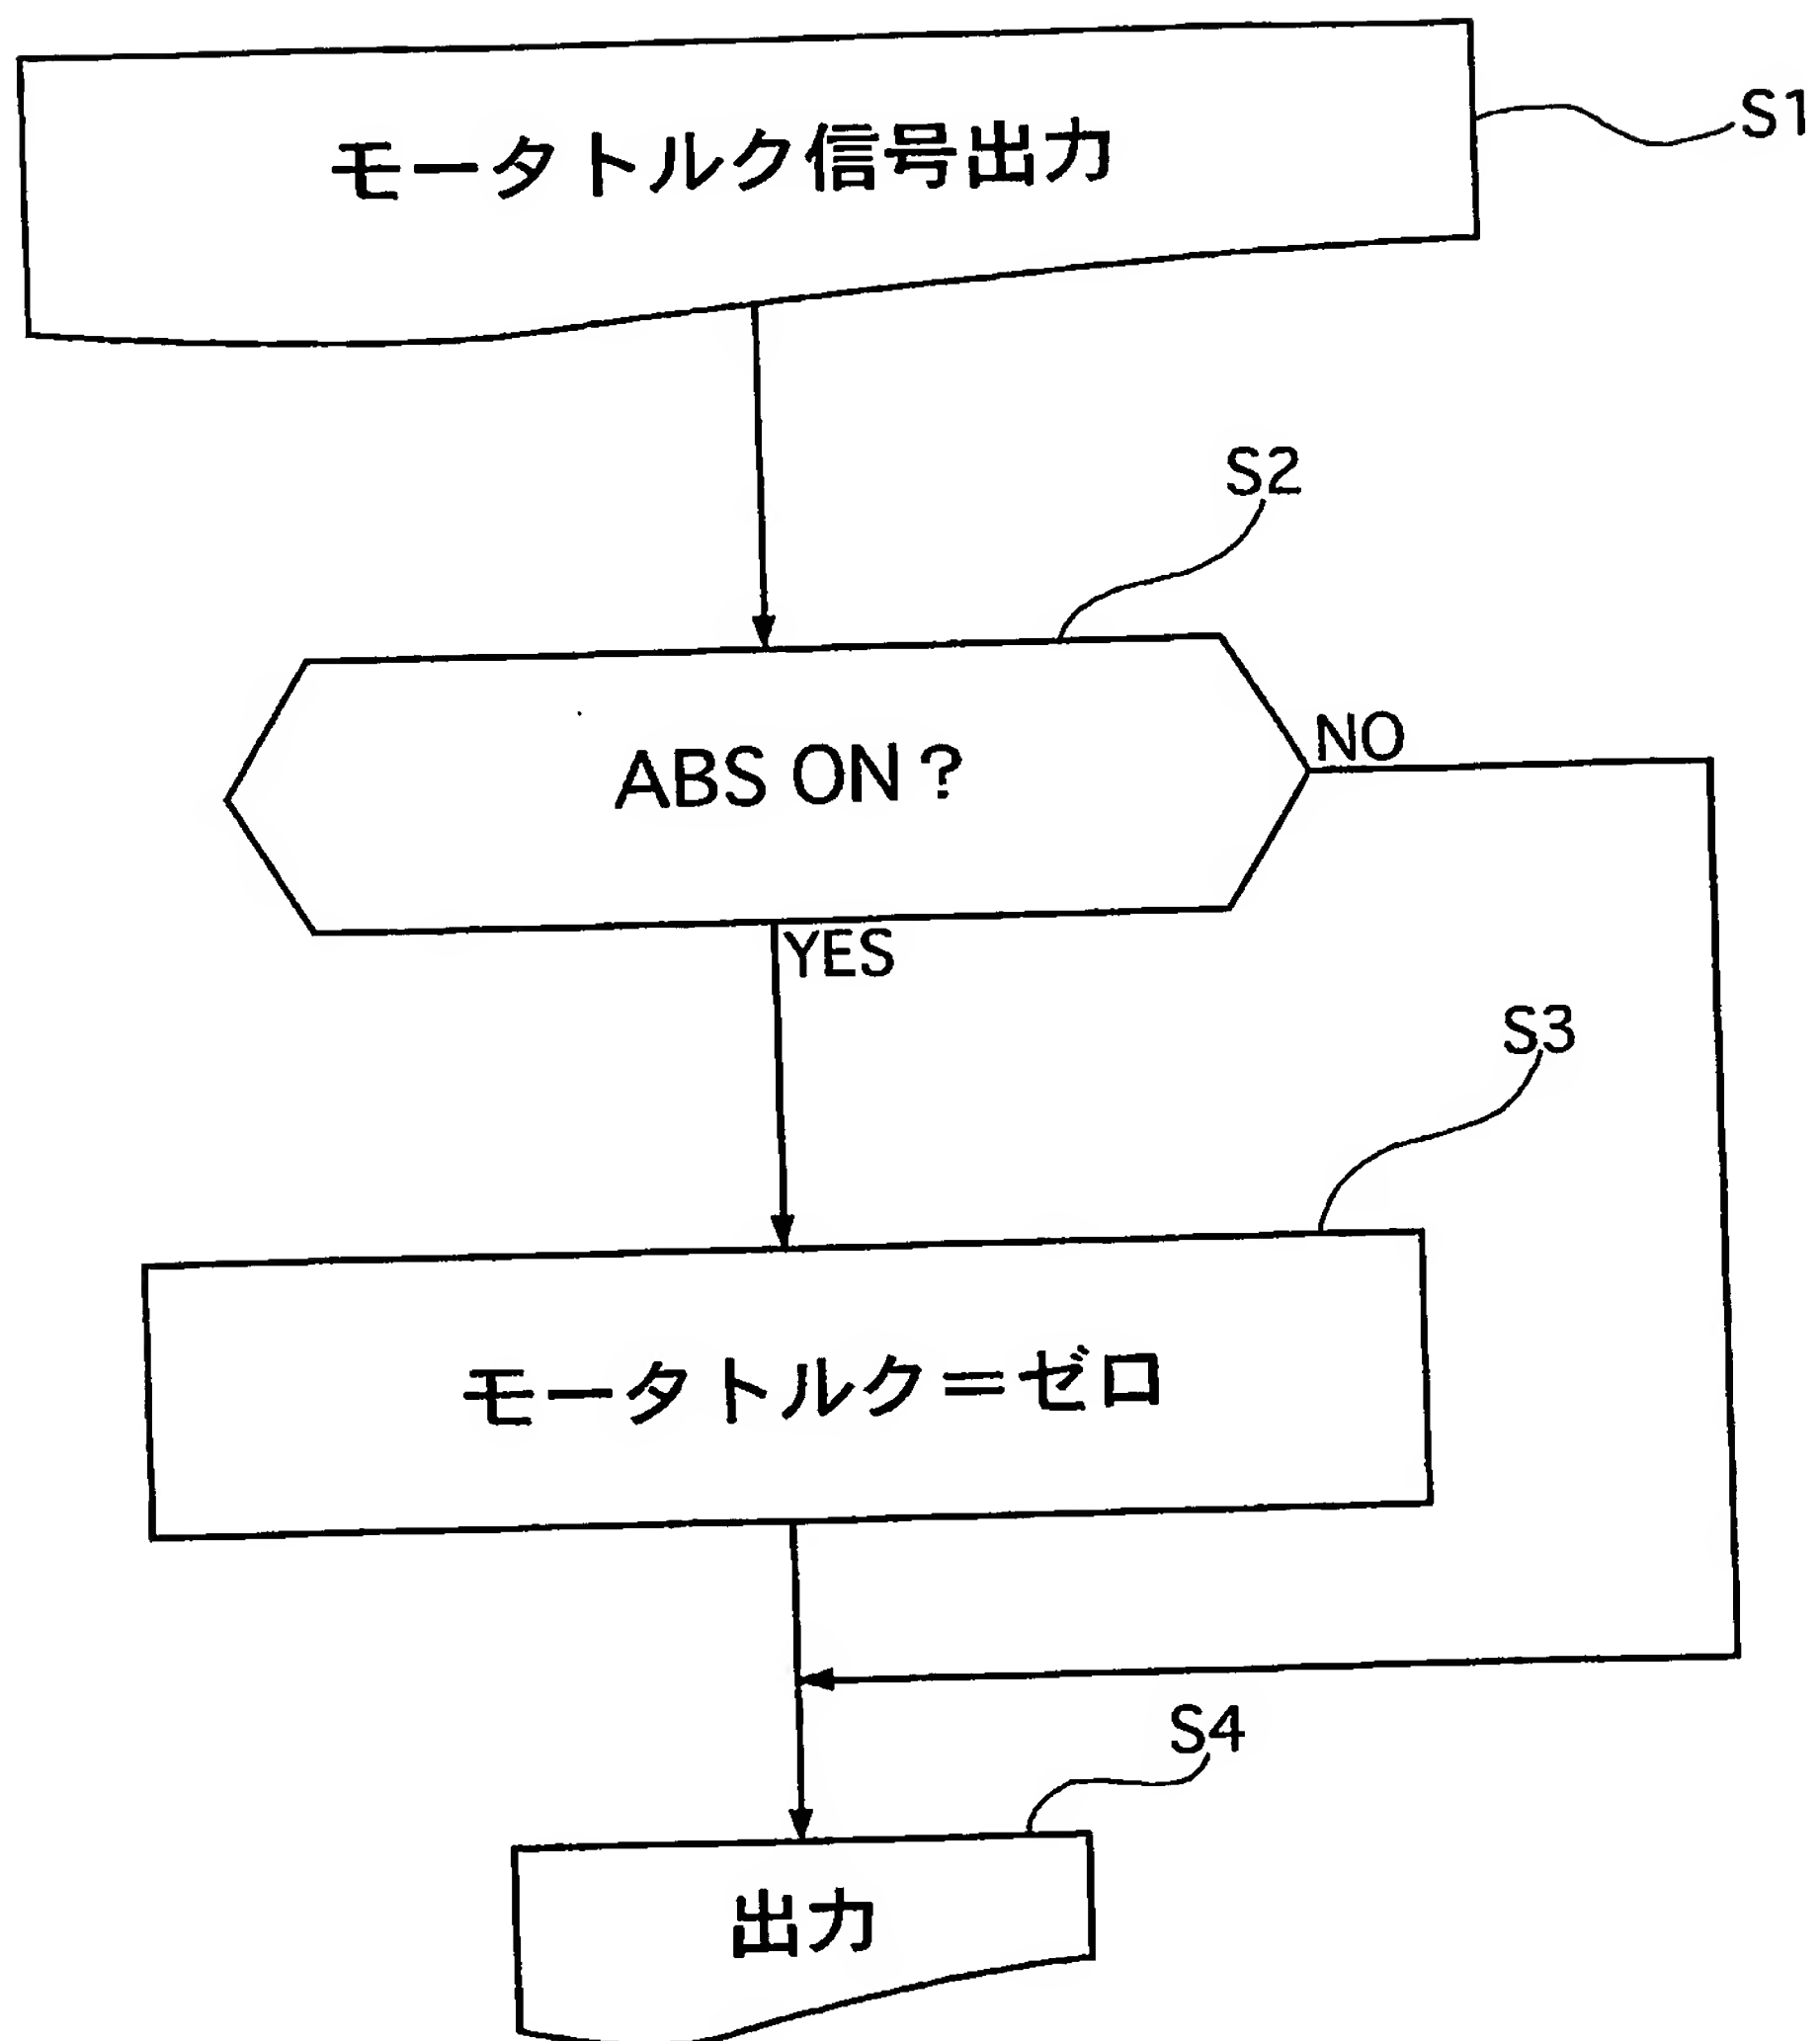 モータトルク信号出力
S1
S2
ABS ON?
NO
YES
S3
モータトルク=ゼロ
S4
出力